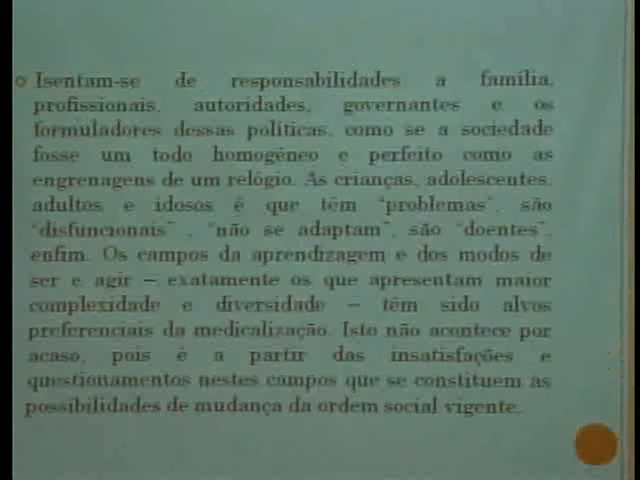 Isentam-se de responsabilidades a família,
profissionais, autoridades, governantes e os
formuladores dessas políticas, como se a sociedade
fosse um todo homogêneo e perfeito como as
engrenagens de um relógio. As crianças, adolescentes,
adultos e idosos é que têm "problemas", são
"disfuncionais" , "não se adaptam", são "doentes",
enfim. Os campos da aprendizagem e dos modos de
ser e agir – exatamente os que apresentam maior
complexidade e diversidade – têm sido alvos
preferenciais da medicalização. Isto não acontece por
acaso, pois é a partir das insatisfações e
questionamentos nestes campos que se constituem as
possibilidades de mudança da ordem social vigente.